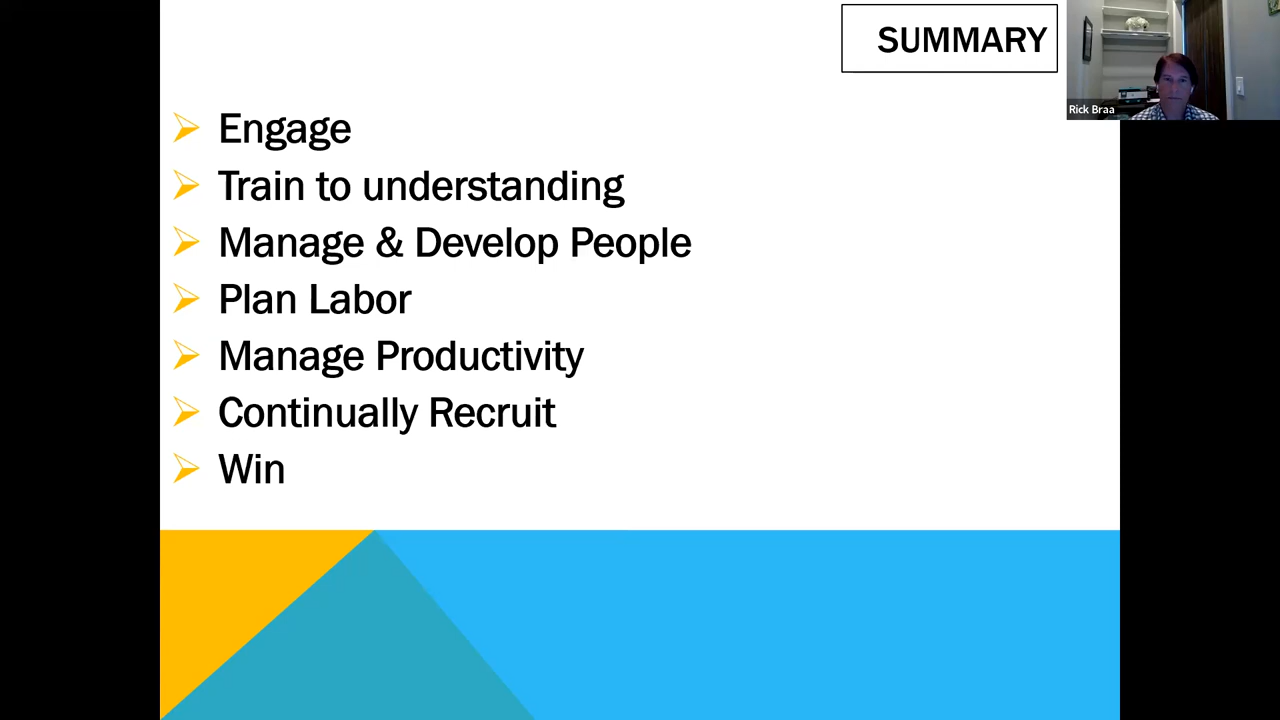 SUMMARY
Rick Braa
Engage
Train to understanding
Manage & Develop People
Plan Labor
Manage Productivity
Continually Recruit
Win